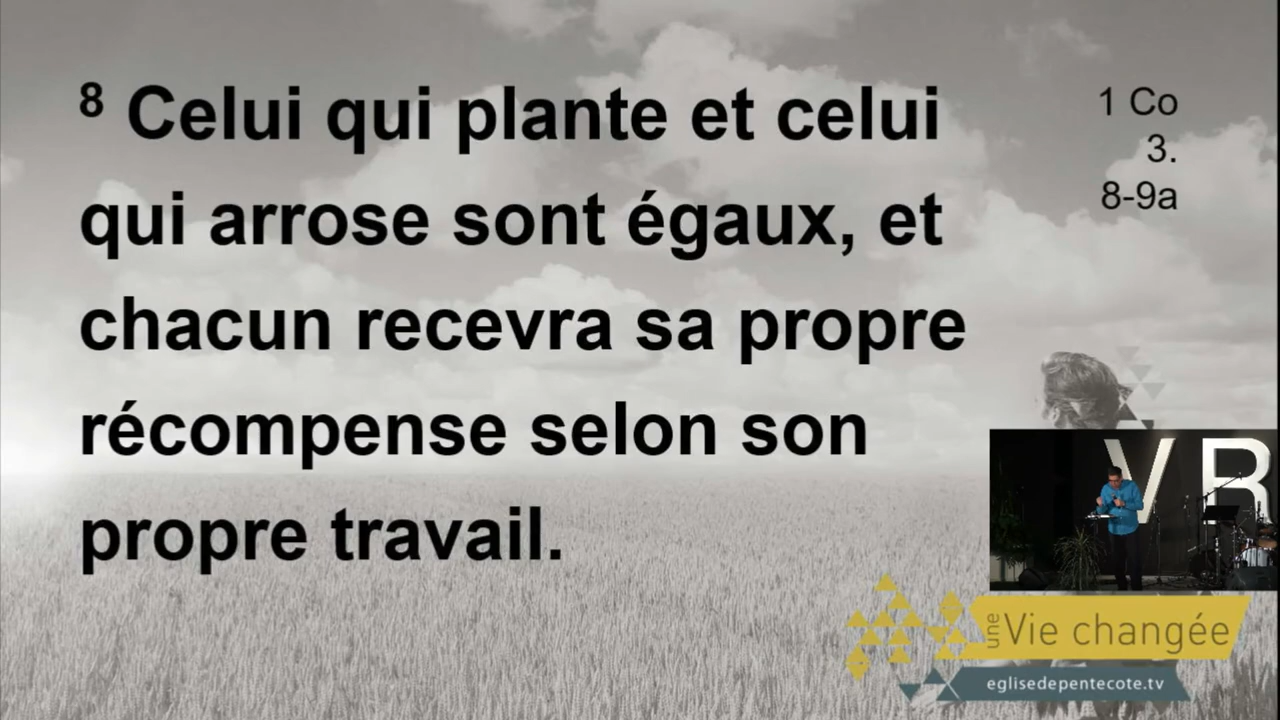 ⁸ Celui qui plante et celui
qui arrose sont égaux, et
chacun recevra sa propre
récompense selon son
propre travail.
1 Co
3.
8-9a
V B
une Vie changée
eglisedepentecote.tv